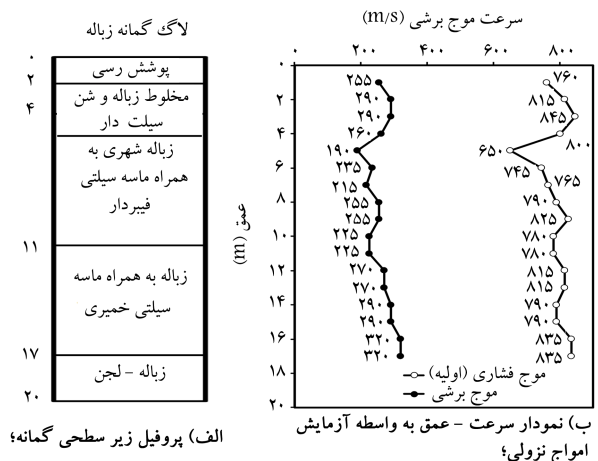 لاگ گمانه زباله
۰
پوشش رسی
۲
مخلوط زباله و شن
سیلت دار
۴
زباله شهری به
همراه ماسه سیلتی
فیبردار
۱۱
زباله به همراه ماسه
سیلتی خمیری
۱۷
زباله - لجن
۲۰
الف) پروفیل زیر سطحی گمانه؛
سرعت موج برشی (m/s)
۰ ۲۰۰ ۴۰۰ ۶۰۰ ۸۰۰
عمق (m)
۰
۲
۴
۶
۸
۱۰
۱۲
۱۴
۱۶
۱۸
۲۰
۲۵۵
۲۹۰
۲۹۰
۲۶۰
۱۹۰
۲۳۵
۲۱۵
۲۵۵
۲۵۵
۲۲۵
۲۲۵
۲۷۰
۲۷۰
۲۹۰
۲۹۰
۳۲۰
۳۲۰
۷۶۰
۸۱۵
۸۴۵
۸۰۰
۶۵۰
۷۴۵
۷۶۵
۷۹۰
۸۲۵
۷۸۰
۷۸۰
۸۱۵
۸۱۵
۷۹۰
۷۹۰
۸۳۵
۸۳۵
موج فشاری (اولیه)
موج برشی
ب) نمودار سرعت - عمق به واسطه آزمایش
امواج نزولی؛